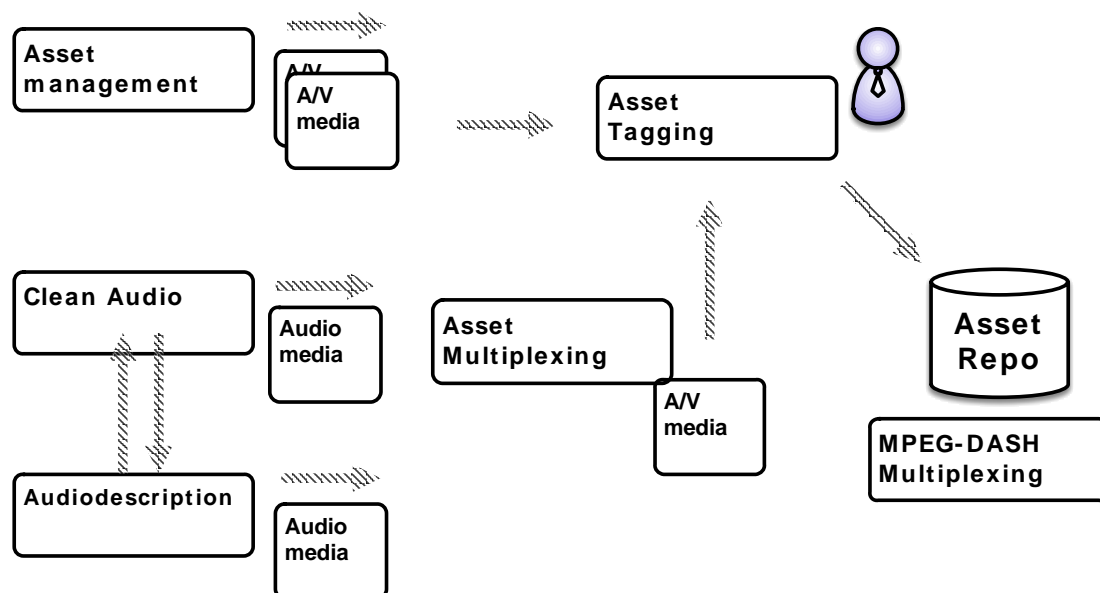 Asset
management
A/V
A/V
media
Asset
Tagging
Clean Audio
Audio
media
Asset
Multiplexing
A/V
media
Asset
Repo
MPEG-DASH
Multiplexing
Audiodescription
Audio
media